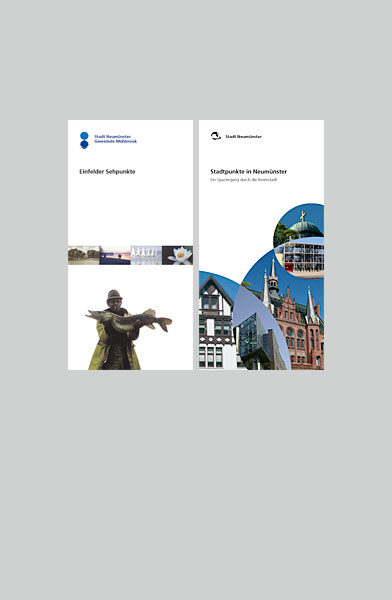 Stadt Neumünster
Gemeinde Mühbrook
Einfelder Sehpunkte
Stadt Neumünster
Stadtpunkte in Neumünster
Ein Spaziergang durch die Innenstadt